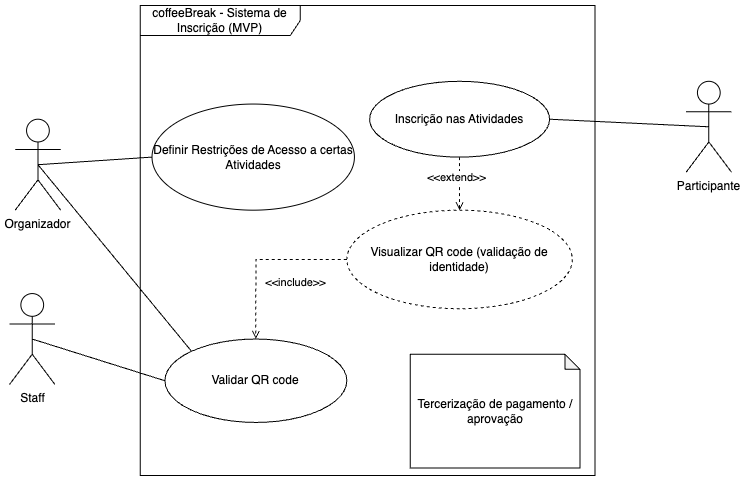 coffeeBreak - Sistema de
Inscrição (MVP)
Inscrição nas Atividades
Definir Restrições de Acesso a certas
Atividades
<<extend>>
Participante
Organizador
Visualizar QR code (validação de
identidade)
<<include>>
Validar QR code
Staff
Tercerização de pagamento /
aprovação